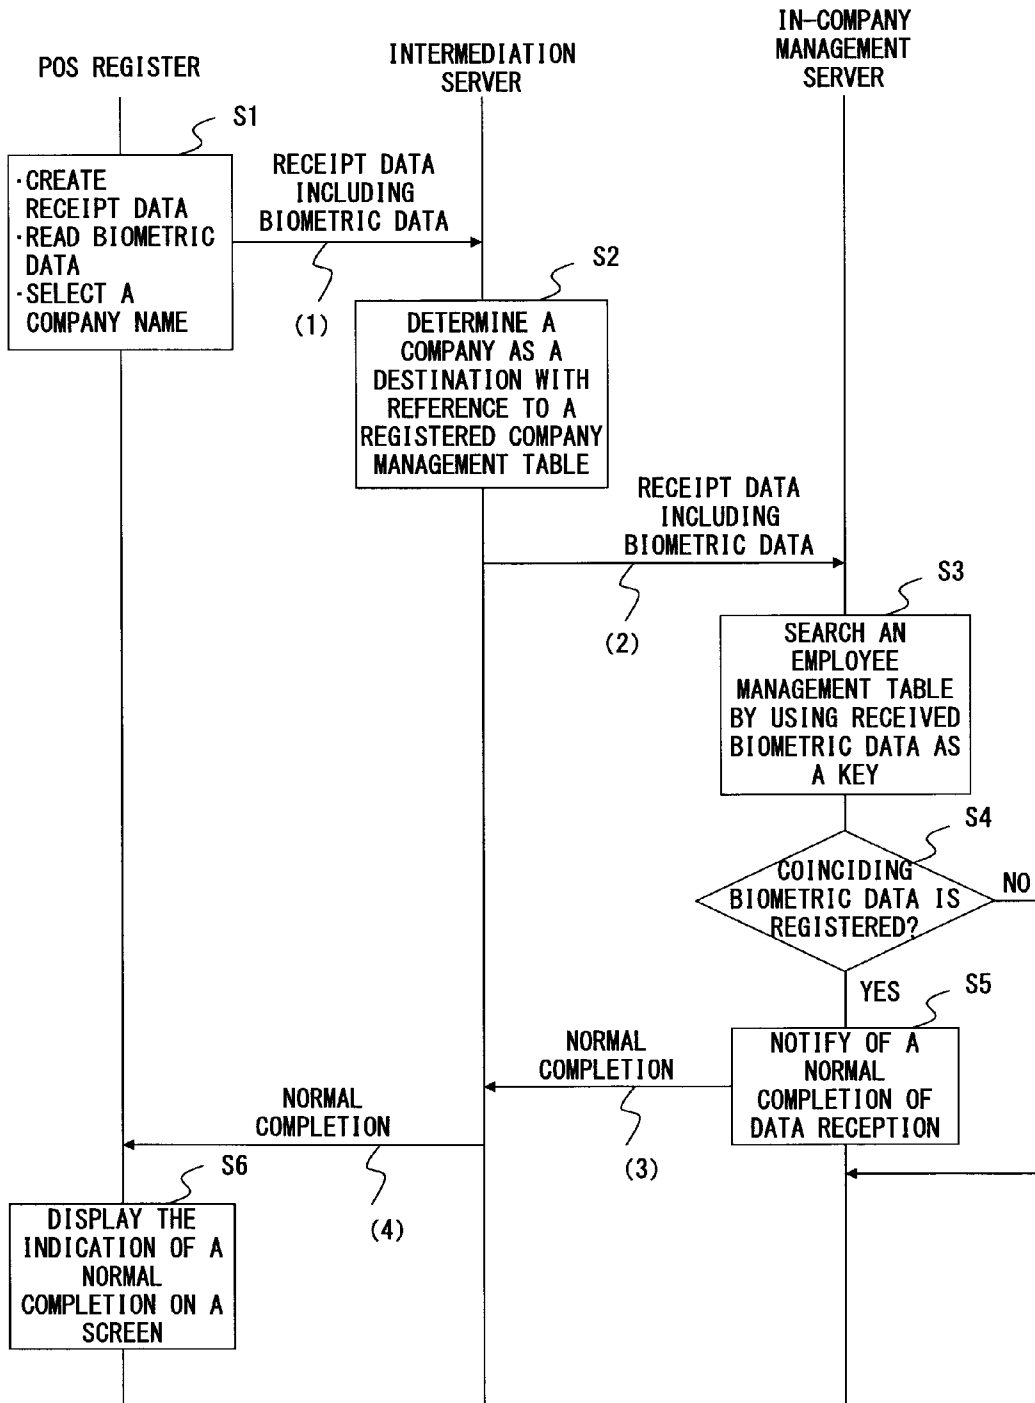 POS REGISTER
INTERMEDIATION
SERVER
IN-COMPANY
MANAGEMENT
SERVER
S1
·CREATE
RECEIPT DATA
·READ BIOMETRIC
DATA
·SELECT A
COMPANY NAME
RECEIPT DATA
INCLUDING
BIOMETRIC DATA
(1)
S2
DETERMINE A
COMPANY AS A
DESTINATION WITH
REFERENCE TO A
REGISTERED COMPANY
MANAGEMENT TABLE
RECEIPT DATA
INCLUDING
BIOMETRIC DATA
(2)
S3
SEARCH AN
EMPLOYEE
MANAGEMENT TABLE
BY USING RECEIVED
BIOMETRIC DATA AS
A KEY
S4
COINCIDING
BIOMETRIC DATA IS
REGISTERED?
NO
YES
S5
NOTIFY OF A
NORMAL
COMPLETION OF
DATA RECEPTION
NORMAL
COMPLETION
(3)
NORMAL
COMPLETION
(4)
S6
DISPLAY THE
INDICATION OF A
NORMAL
COMPLETION ON A
SCREEN